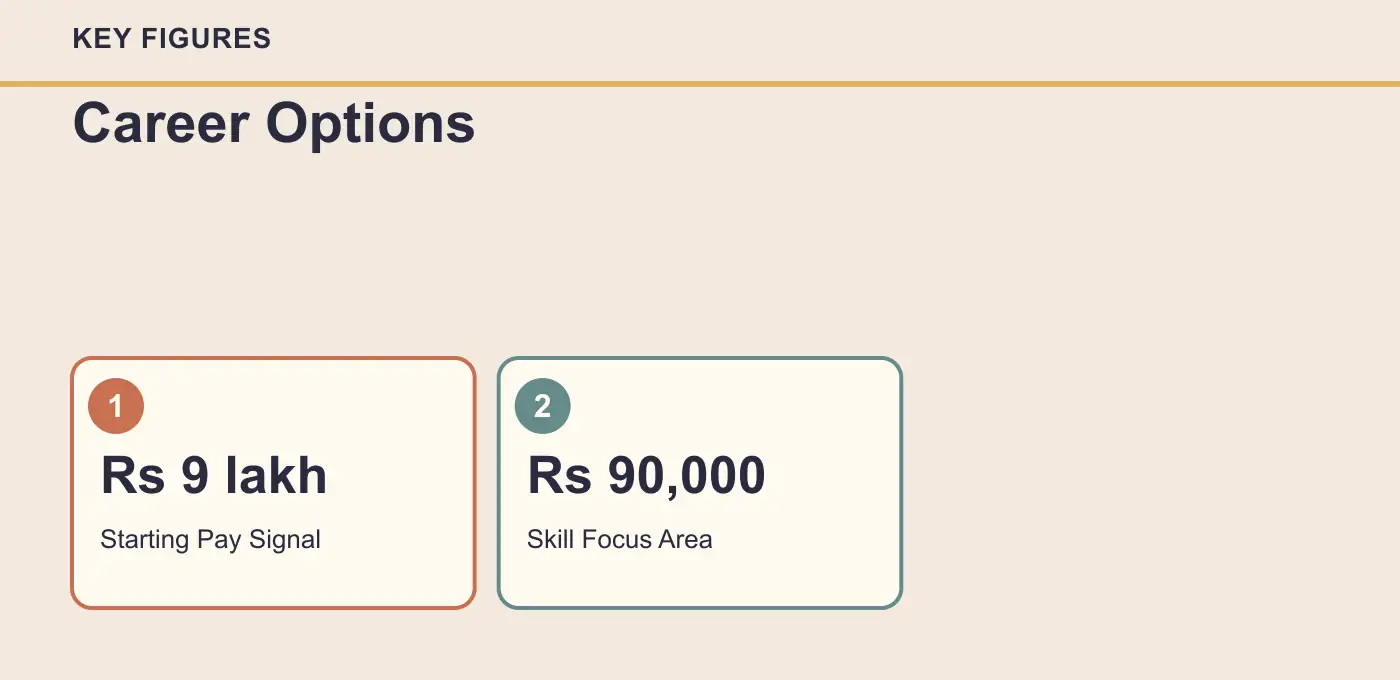 KEY FIGURES
Career Options
1
Rs 9 lakh
Starting Pay Signal
2
Rs 90,000
Skill Focus Area